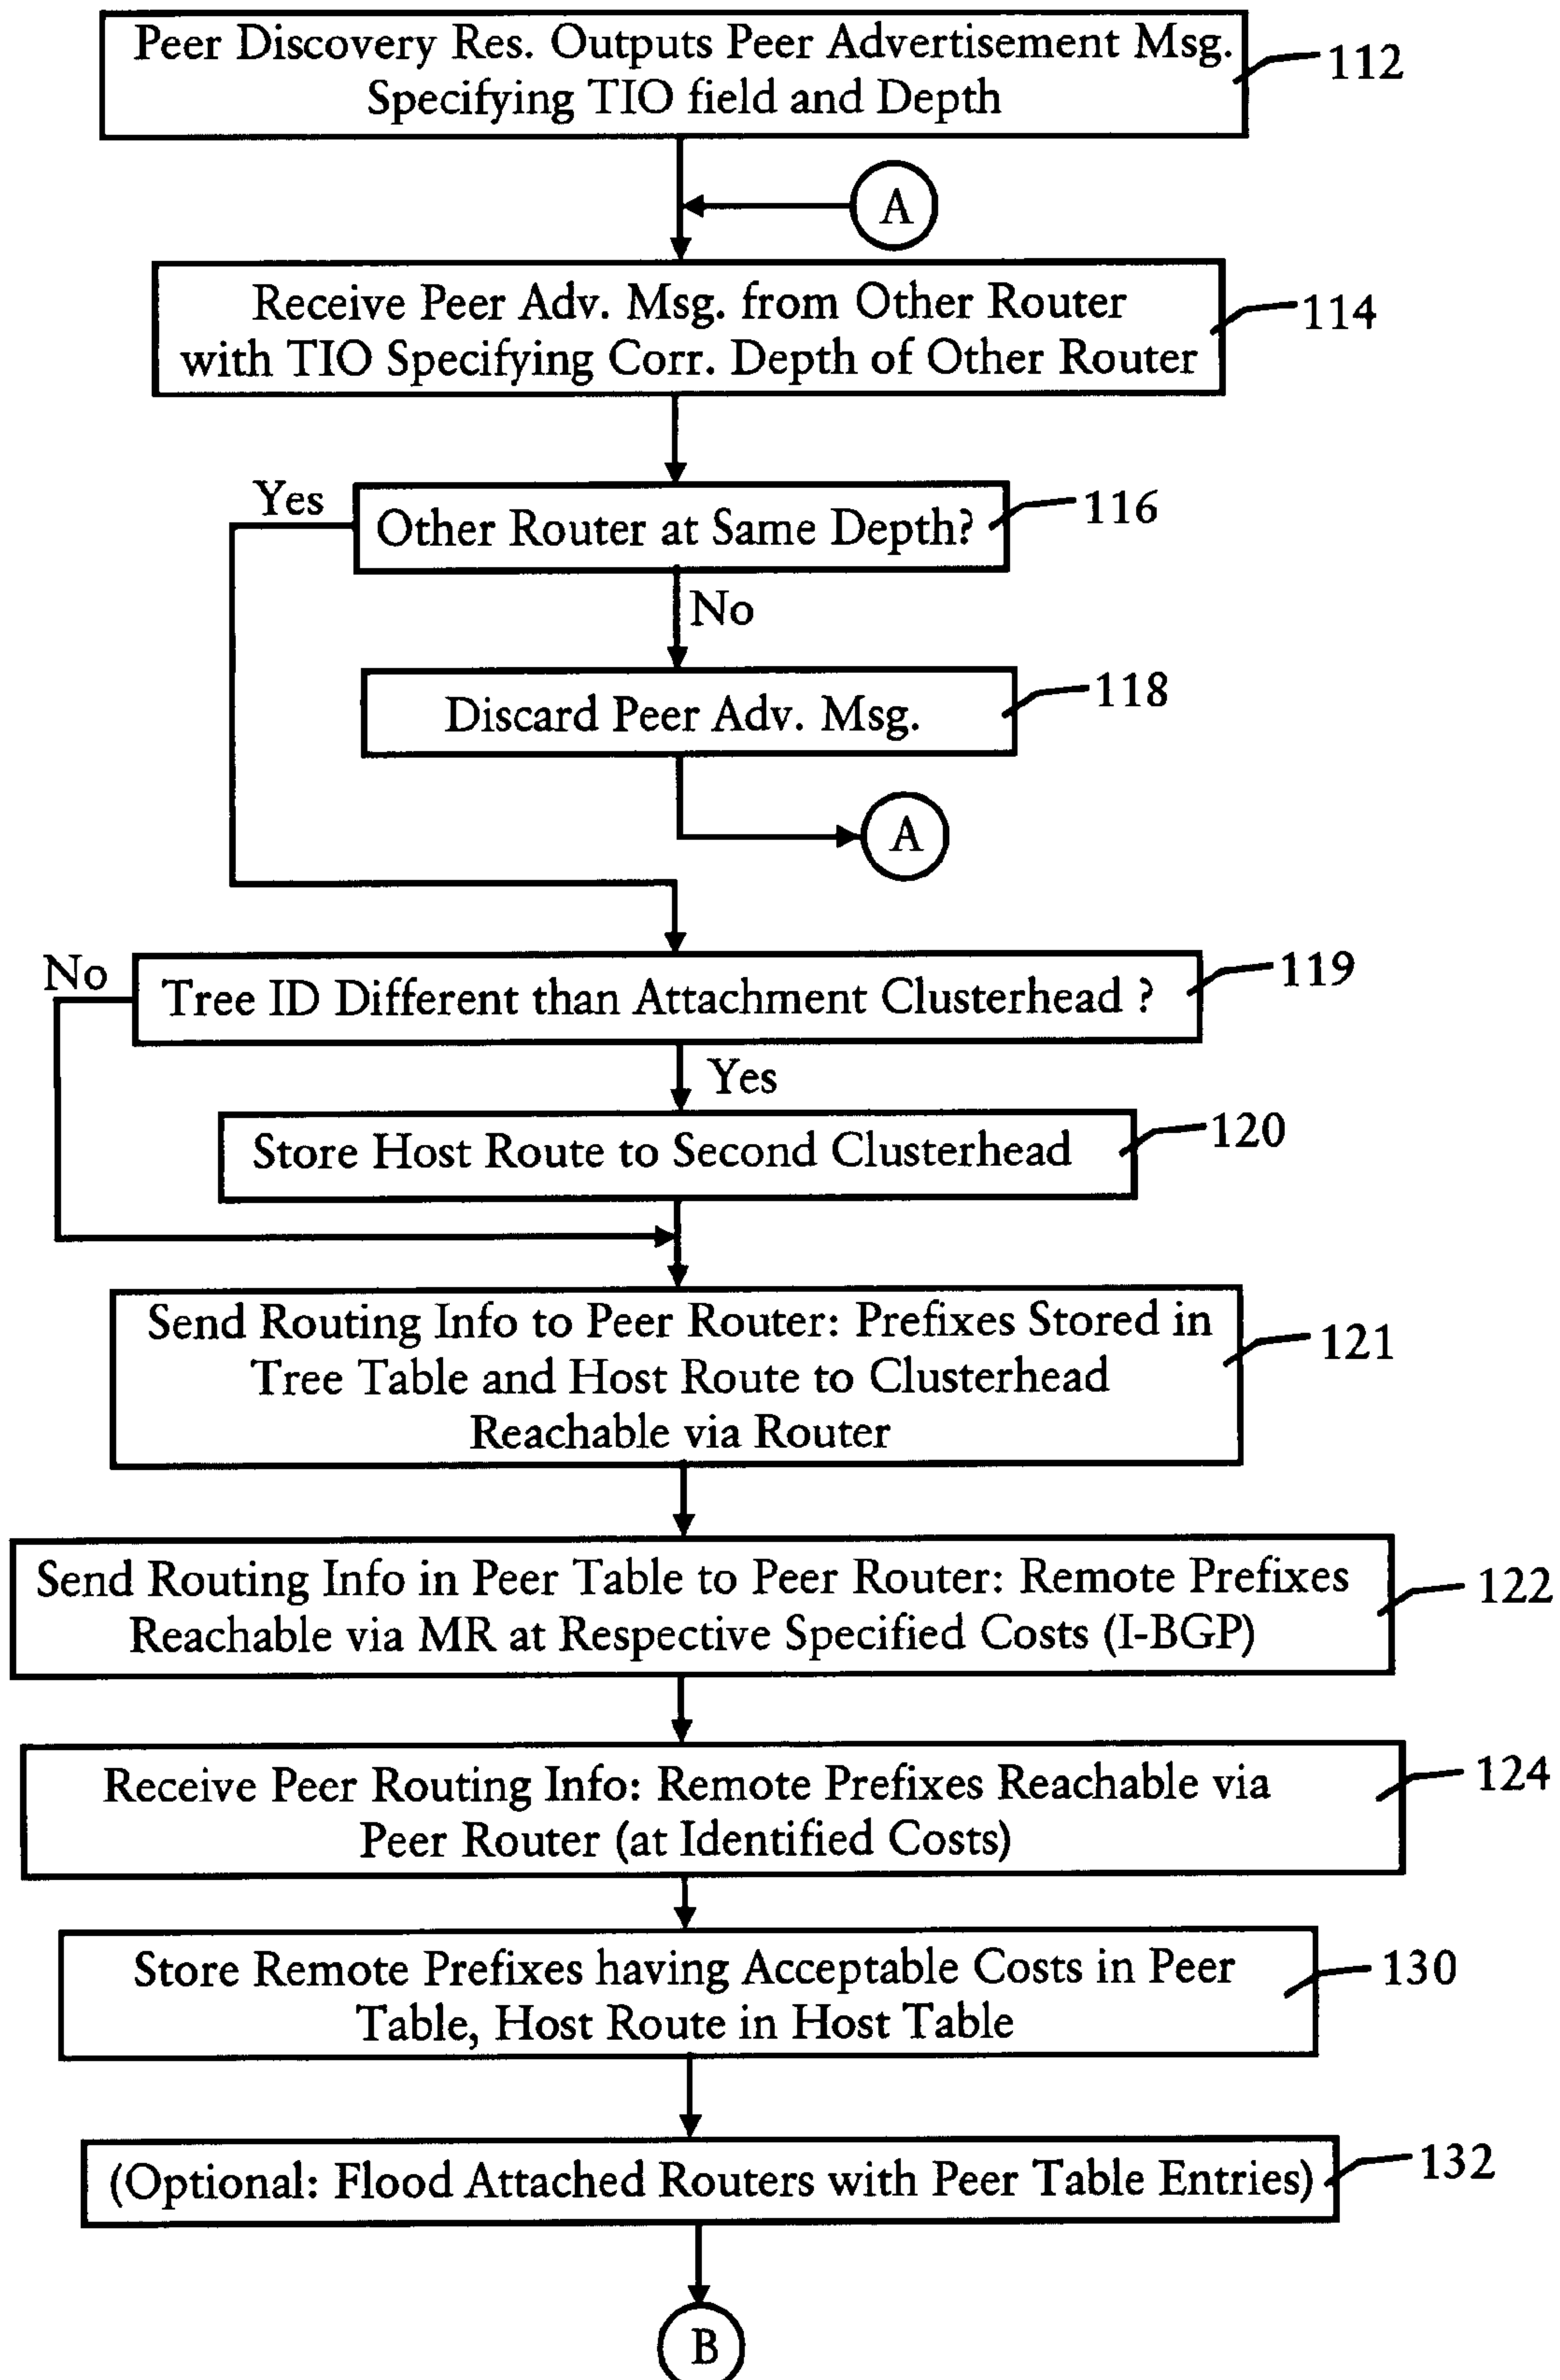 Peer Discovery Res. Outputs Peer Advertisement Msg.
Specifying TIO field and Depth
112
A
Receive Peer Adv. Msg. from Other Router
with TIO Specifying Corr. Depth of Other Router
114
Yes
Other Router at Same Depth?
116
No
Discard Peer Adv. Msg.
118
A
No
Tree ID Different than Attachment Clusterhead ?
119
Yes
Store Host Route to Second Clusterhead
120
Send Routing Info to Peer Router: Prefixes Stored in
Tree Table and Host Route to Clusterhead
Reachable via Router
121
Send Routing Info in Peer Table to Peer Router: Remote Prefixes
Reachable via MR at Respective Specified Costs (I-BGP)
122
Receive Peer Routing Info: Remote Prefixes Reachable via
Peer Router (at Identified Costs)
124
Store Remote Prefixes having Acceptable Costs in Peer
Table, Host Route in Host Table
130
(Optional: Flood Attached Routers with Peer Table Entries)
132
B